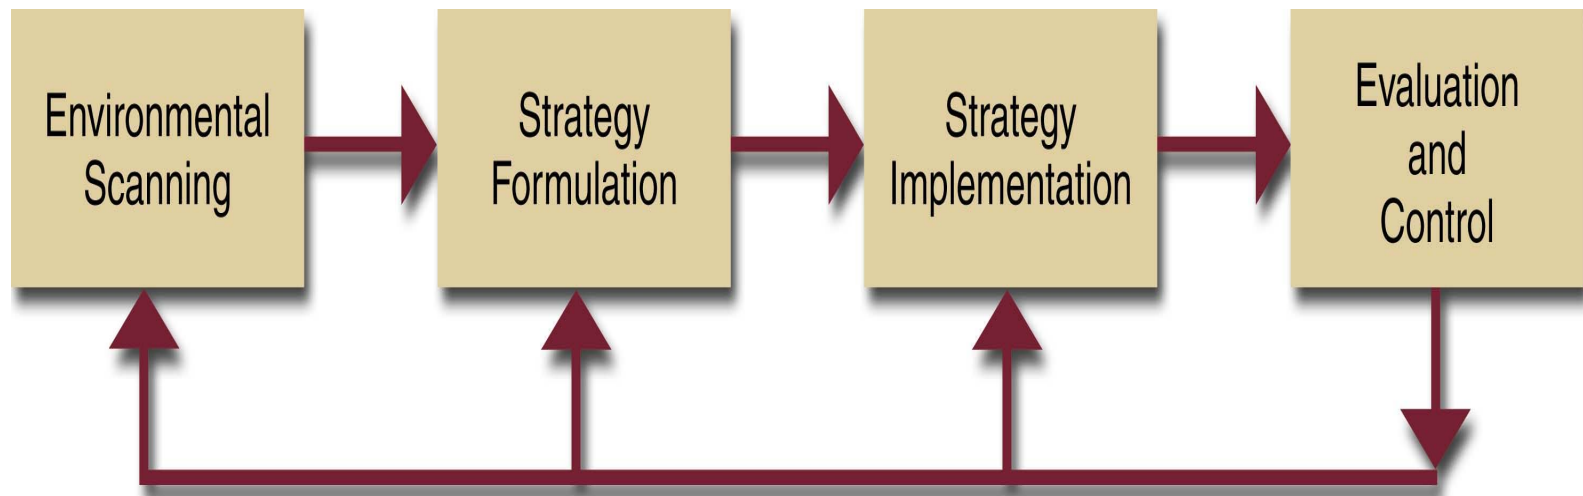 Environmental
Scanning
Strategy
Formulation
Strategy
Implementation
Evaluation
and
Control